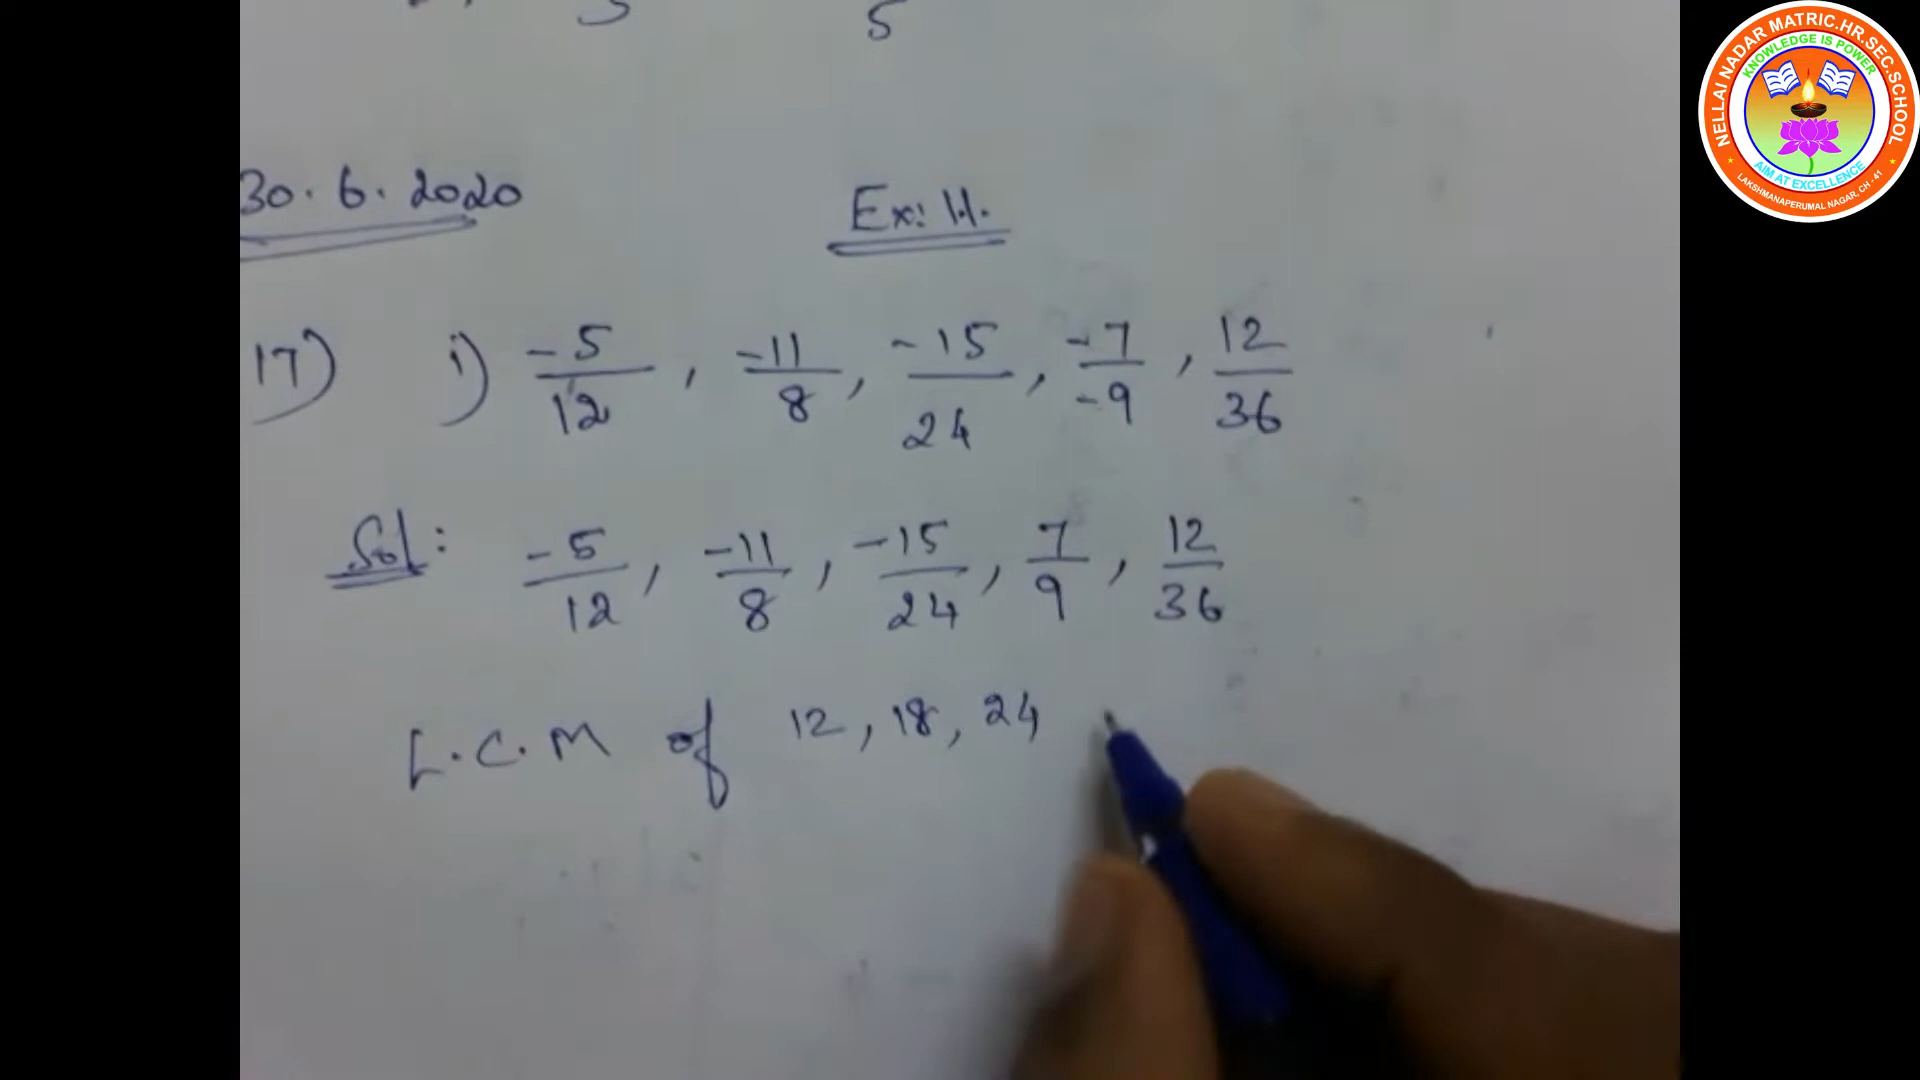 5
30.6.2020
Ex: 1.1.
17) i) -5/12 , -11/8 , -15/24 , -7/-9 , 12/36
Sol: -5/12 , -11/8 , -15/24 , 7/9 , 12/36
L.C.M of 12, 18, 24
NELLAI NADAR MATRIC.HR.SEC.SCHOOL
KNOWLEDGE IS POWER
AIM AT EXCELLENCE
LAKSHMANAPERUMAL NAGAR, CH - 41